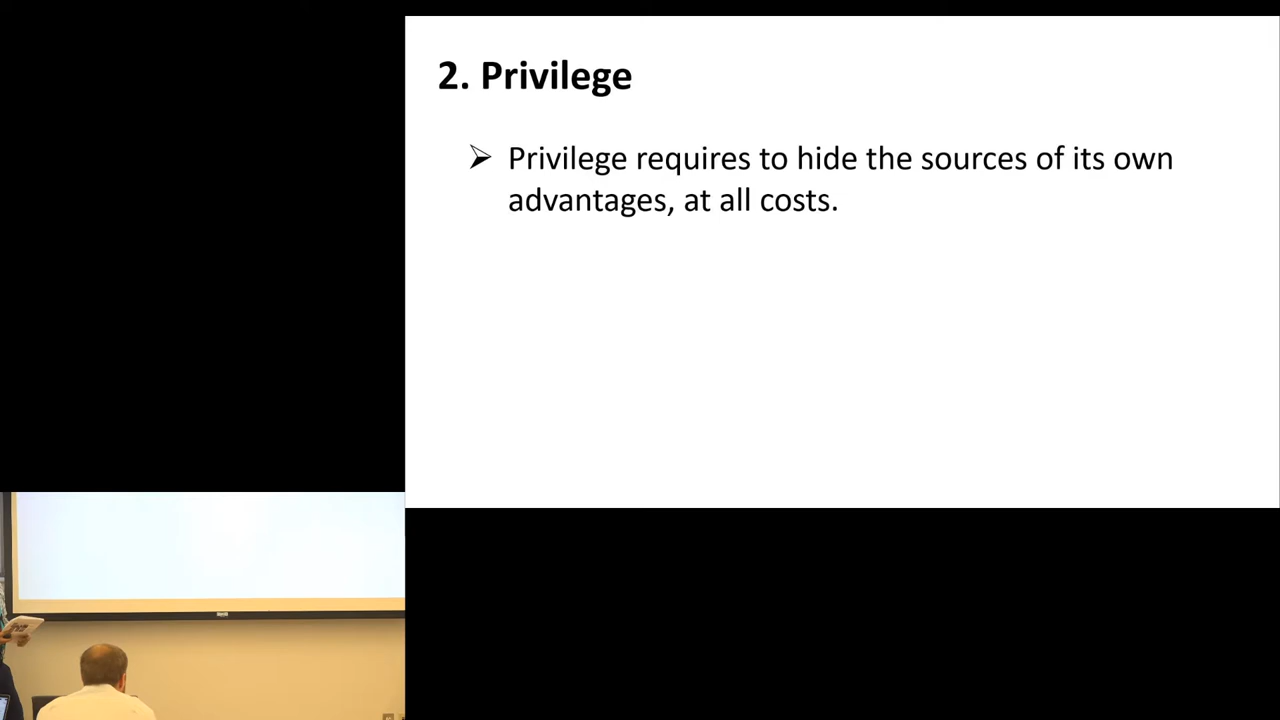 2. Privilege
➢ Privilege requires to hide the sources of its own
advantages, at all costs.